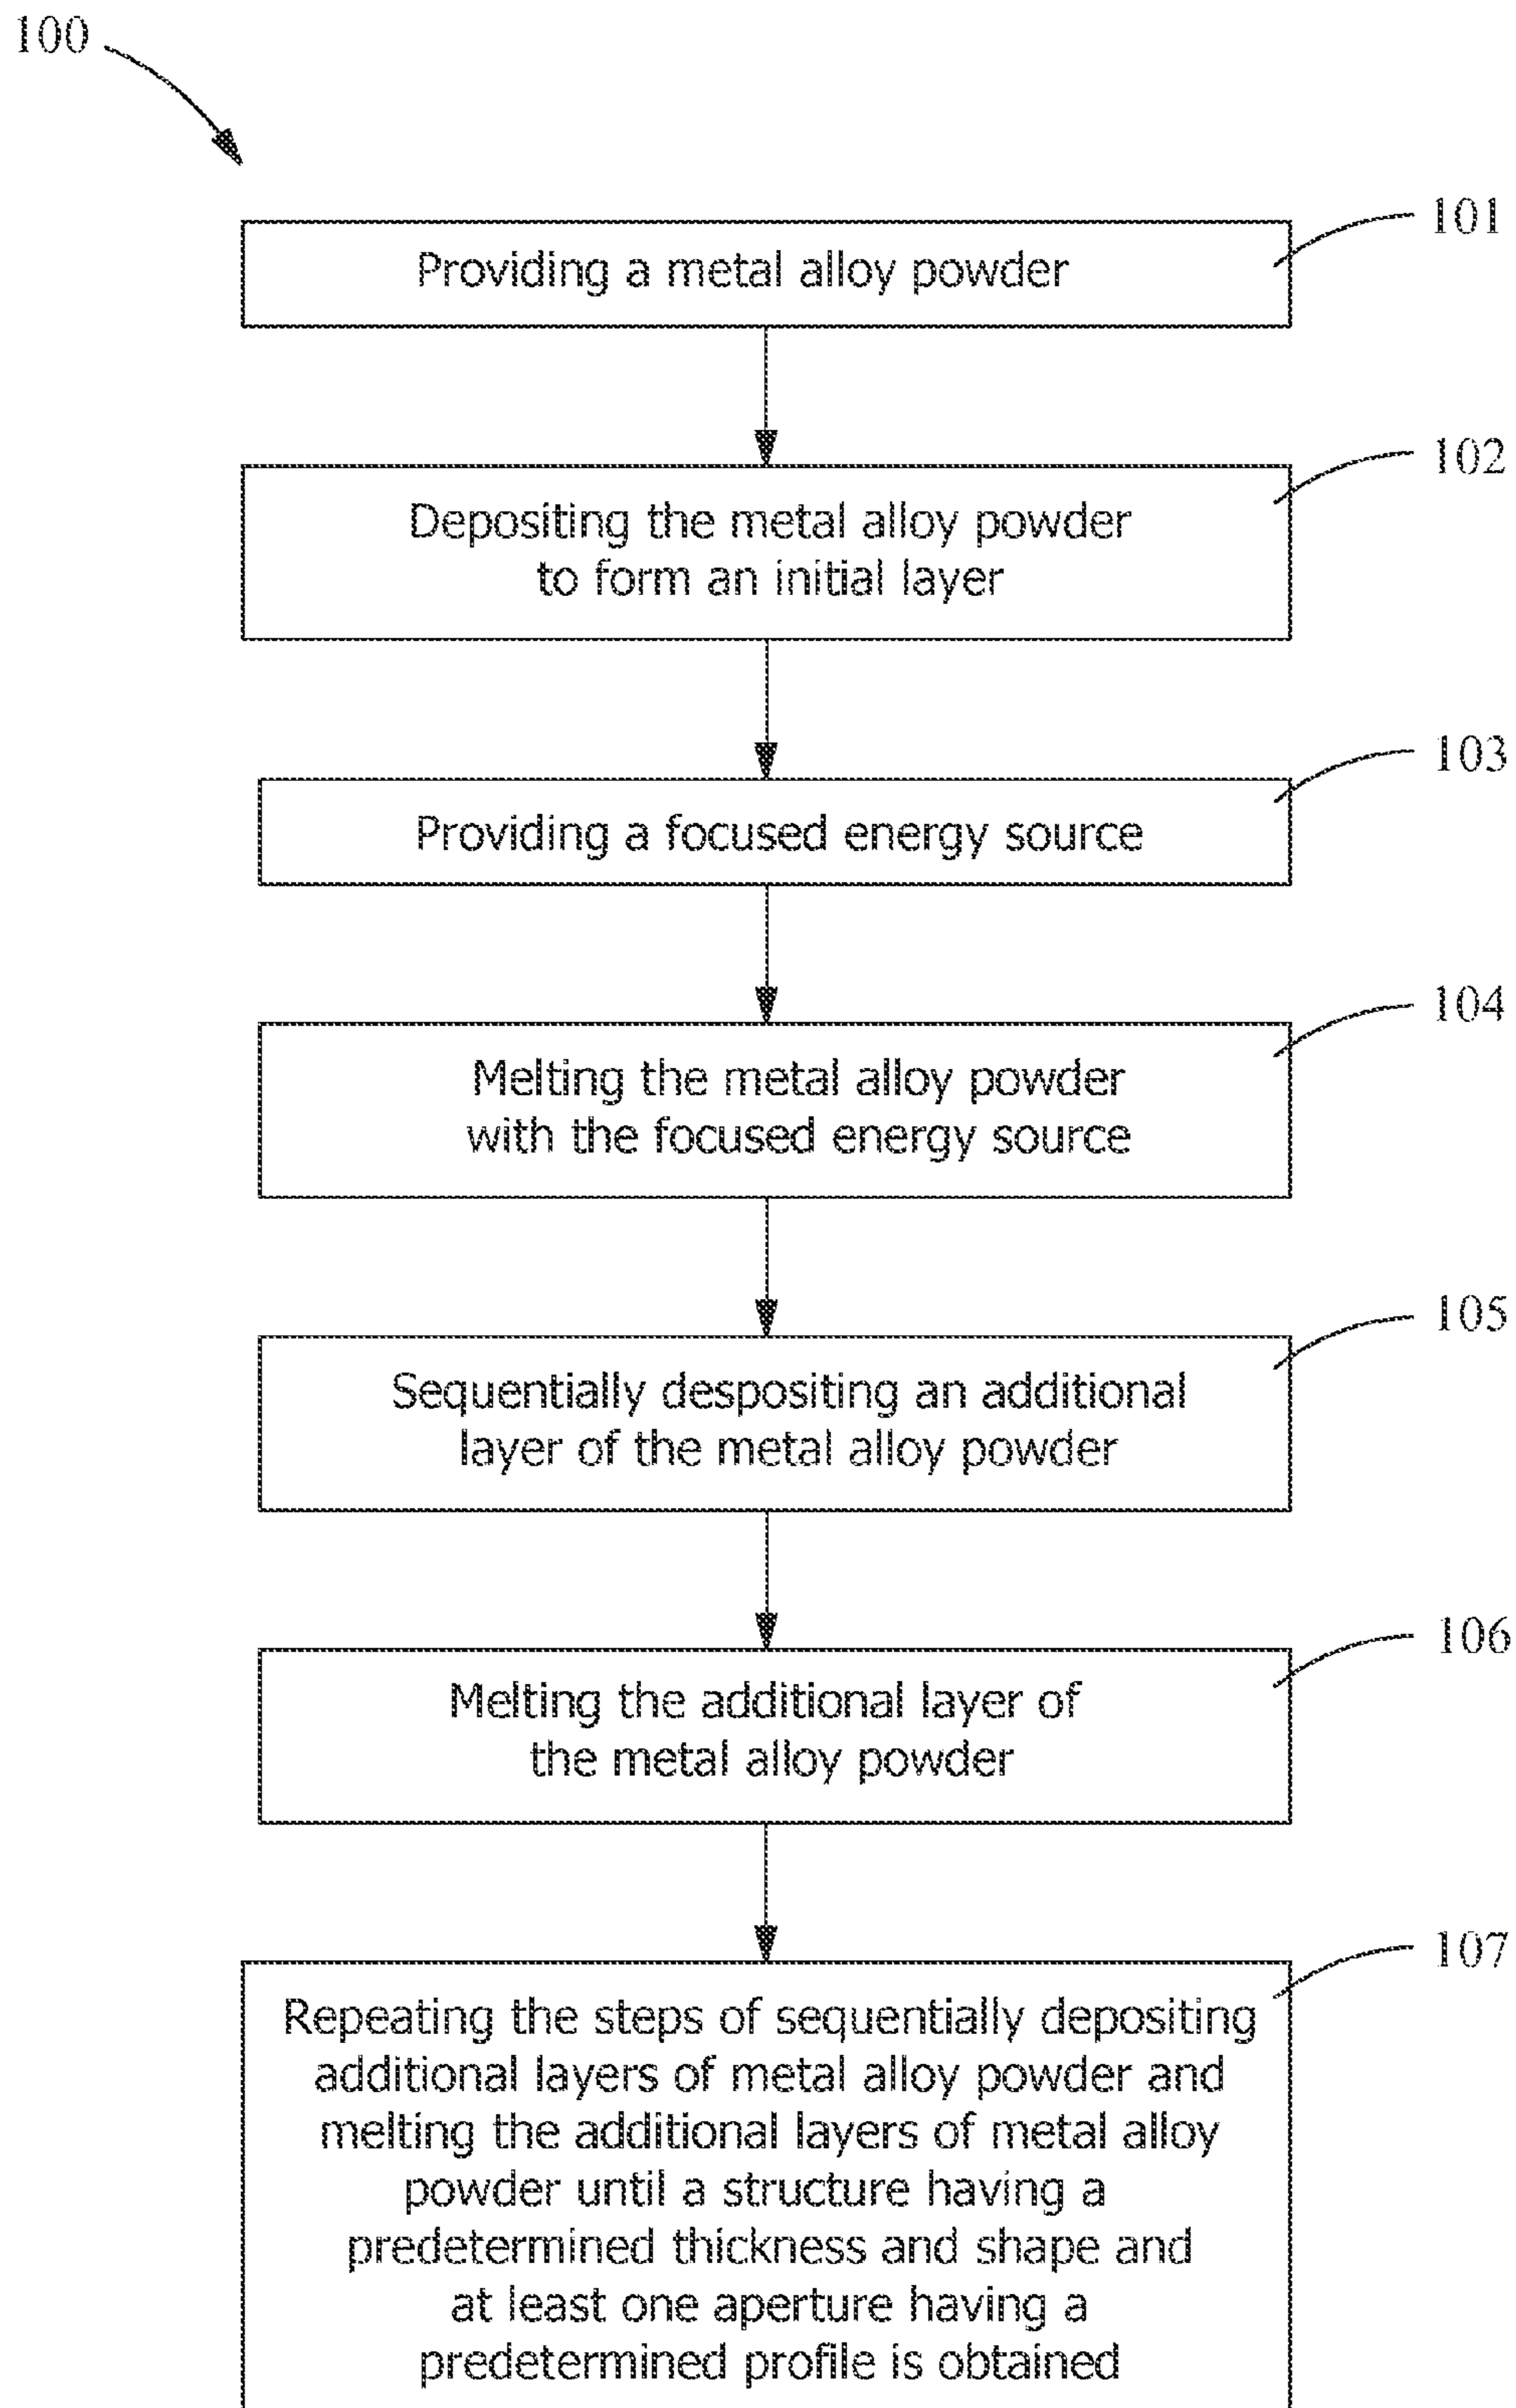 100
101
Providing a metal alloy powder
102
Depositing the metal alloy powder
to form an initial layer
103
Providing a focused energy source
104
Melting the metal alloy powder
with the focused energy source
105
Sequentially despositing an additional
layer of the metal alloy powder
106
Melting the additional layer of
the metal alloy powder
107
Repeating the steps of sequentially depositing
additional layers of metal alloy powder and
melting the additional layers of metal alloy
powder until a structure having a
predetermined thickness and shape and
at least one aperture having a
predetermined profile is obtained